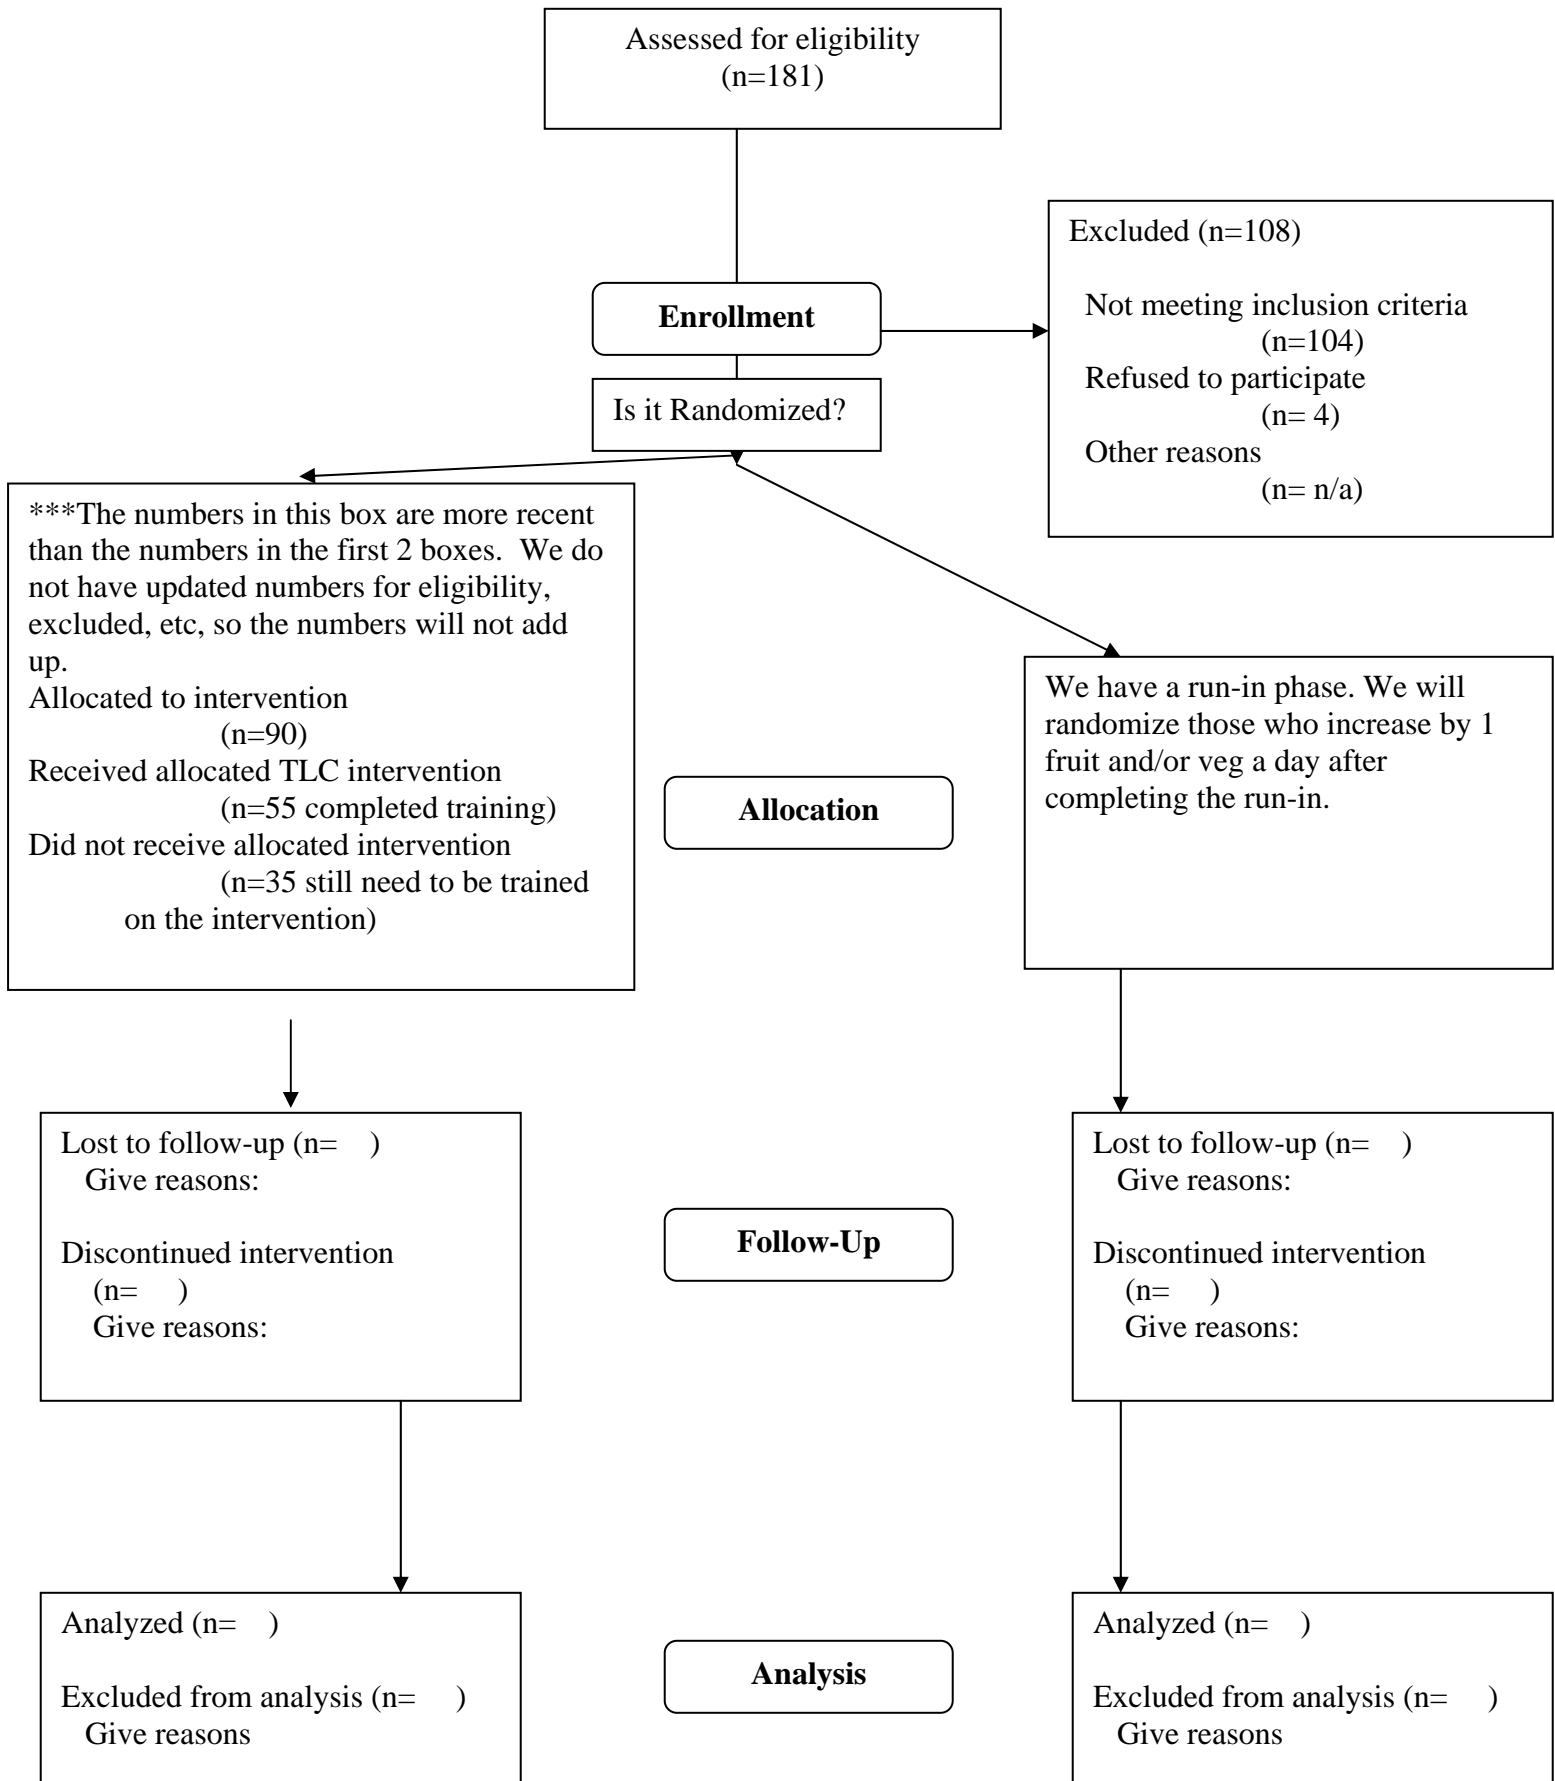 Assessed for eligibility
(n=181)
Excluded (n=108)
Not meeting inclusion criteria
(n=104)
Refused to participate
(n= 4)
Other reasons
(n= n/a)
Enrollment
Is it Randomized?
***The numbers in this box are more recent
than the numbers in the first 2 boxes.  We do
not have updated numbers for eligibility,
excluded, etc, so the numbers will not add
up.
Allocated to intervention
(n=90)
Received allocated TLC intervention
(n=55 completed training)
Did not receive allocated intervention
(n=35 still need to be trained
on the intervention)
Allocation
We have a run-in phase. We will
randomize those who increase by 1
fruit and/or veg a day after
completing the run-in.
Lost to follow-up (n=    )
Give reasons:
Discontinued intervention
(n=    )
Give reasons:
Follow-Up
Lost to follow-up (n=    )
Give reasons:
Discontinued intervention
(n=    )
Give reasons:
Analyzed (n=    )
Excluded from analysis (n=    )
Give reasons
Analysis
Analyzed (n=    )
Excluded from analysis (n=    )
Give reasons